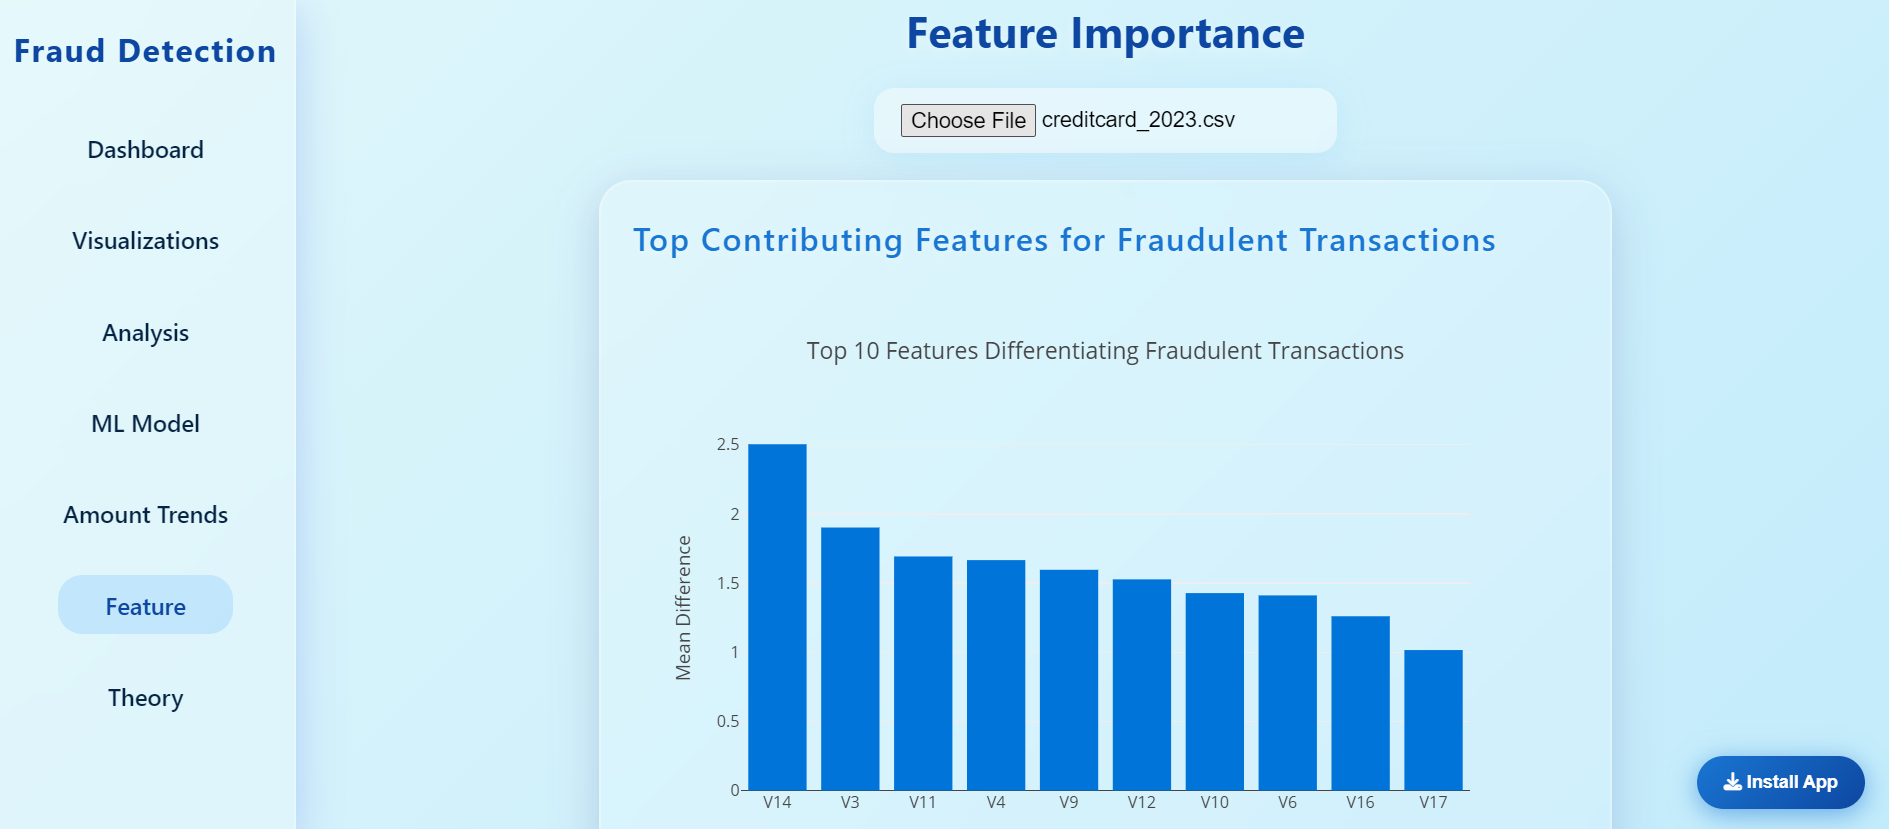 Fraud Detection
Dashboard
Visualizations
Analysis
ML Model
Amount Trends
Feature
Theory
Feature Importance
Choose File creditcard_2023.csv
Top Contributing Features for Fraudulent Transactions
Top 10 Features Differentiating Fraudulent Transactions
Mean Difference
2.5
2
1.5
1
0.5
0
V14 V3 V11 V4 V9 V12 V10 V6 V16 V17
Install App